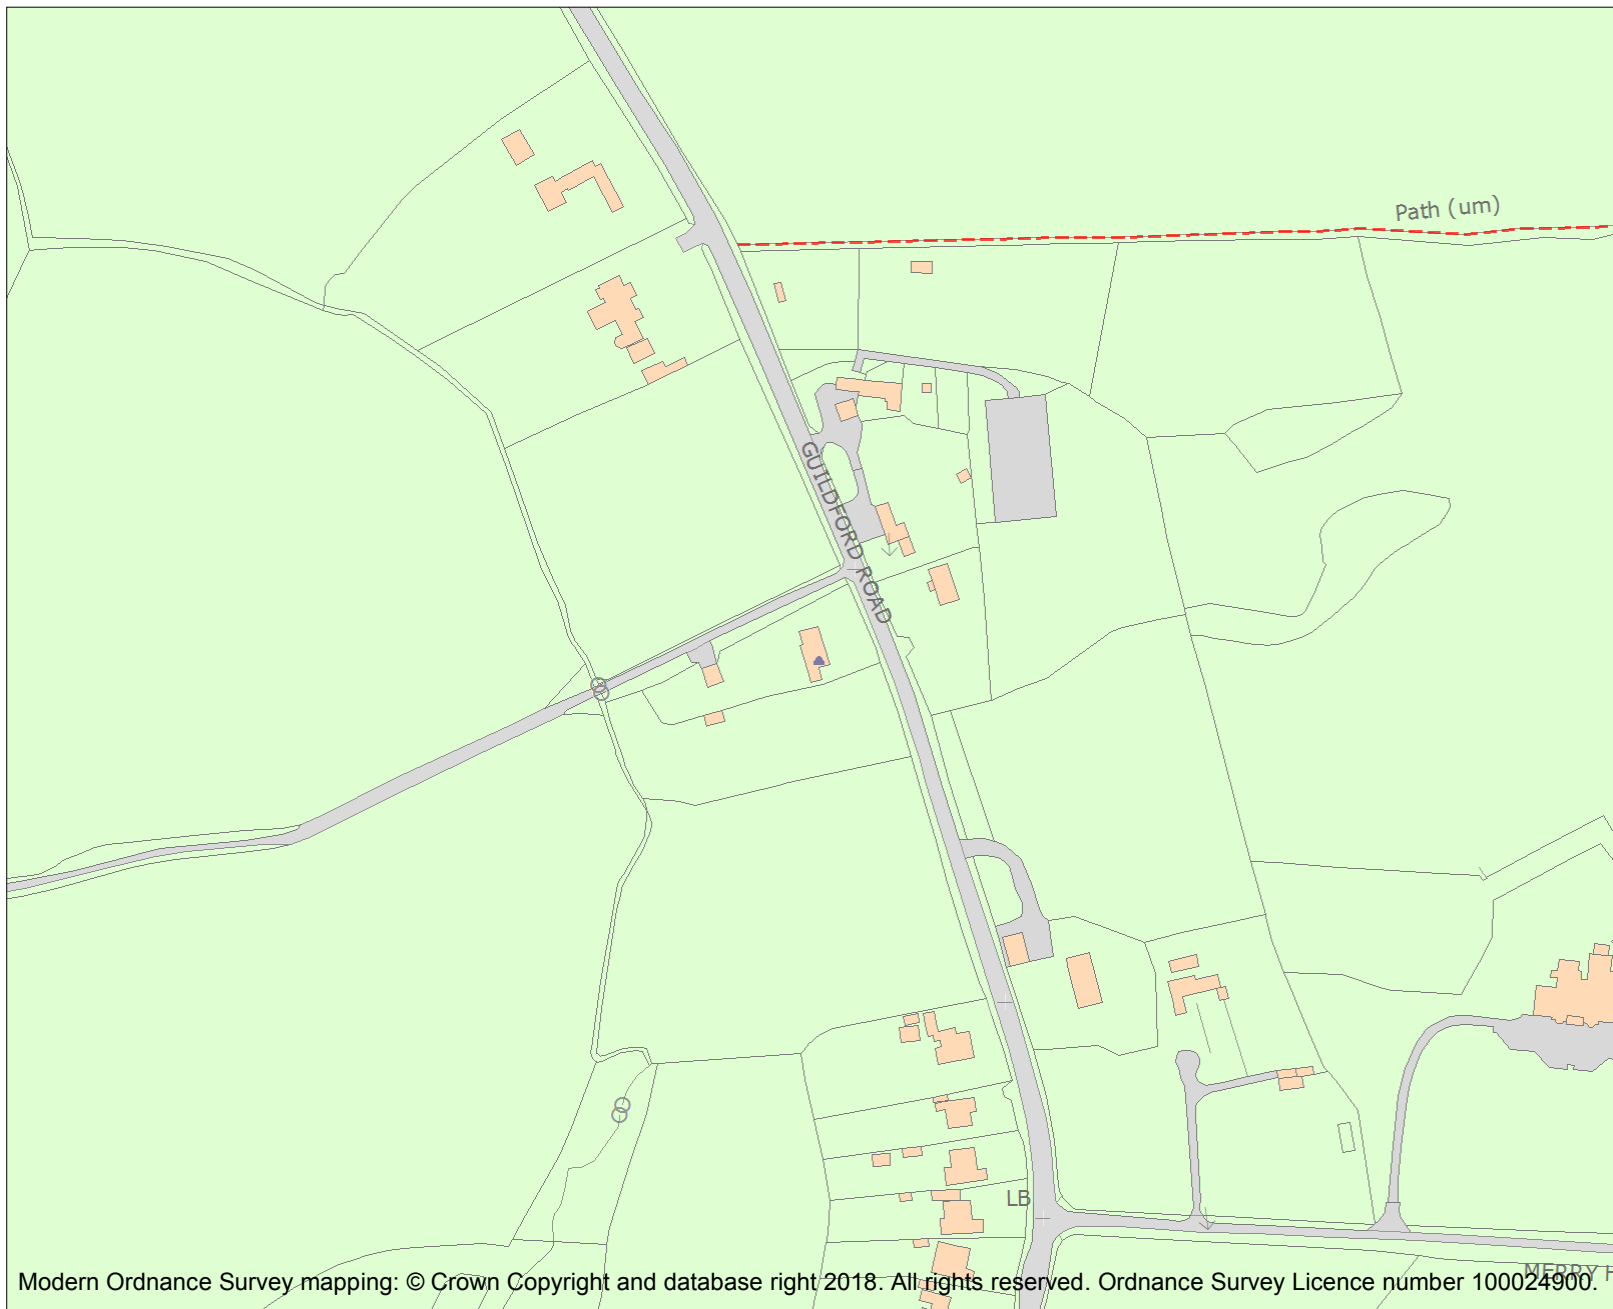 Path (um)
GUILDFORD ROAD
LB
MERRY H
Modern Ordnance Survey mapping: © Crown Copyright and database right 2018. All rights reserved. Ordnance Survey Licence number 100024900.